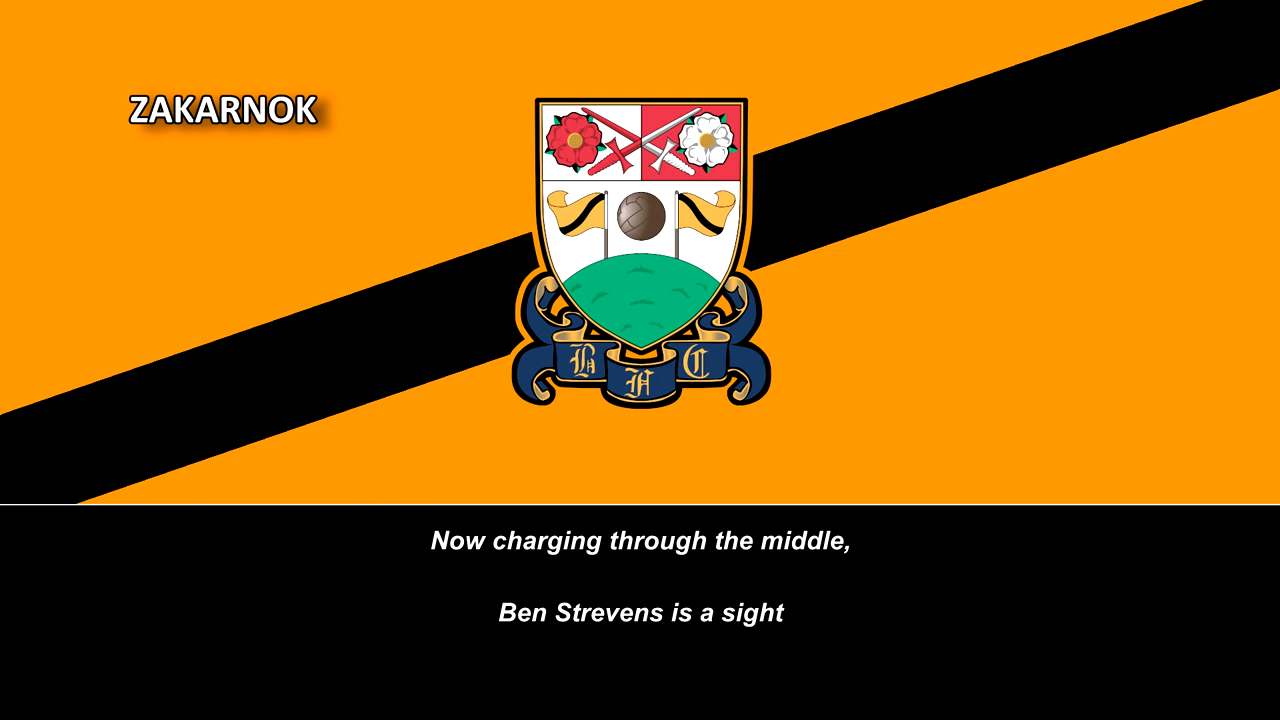 ZAKARNOK
B F C
Now charging through the middle,
Ben Strevens is a sight